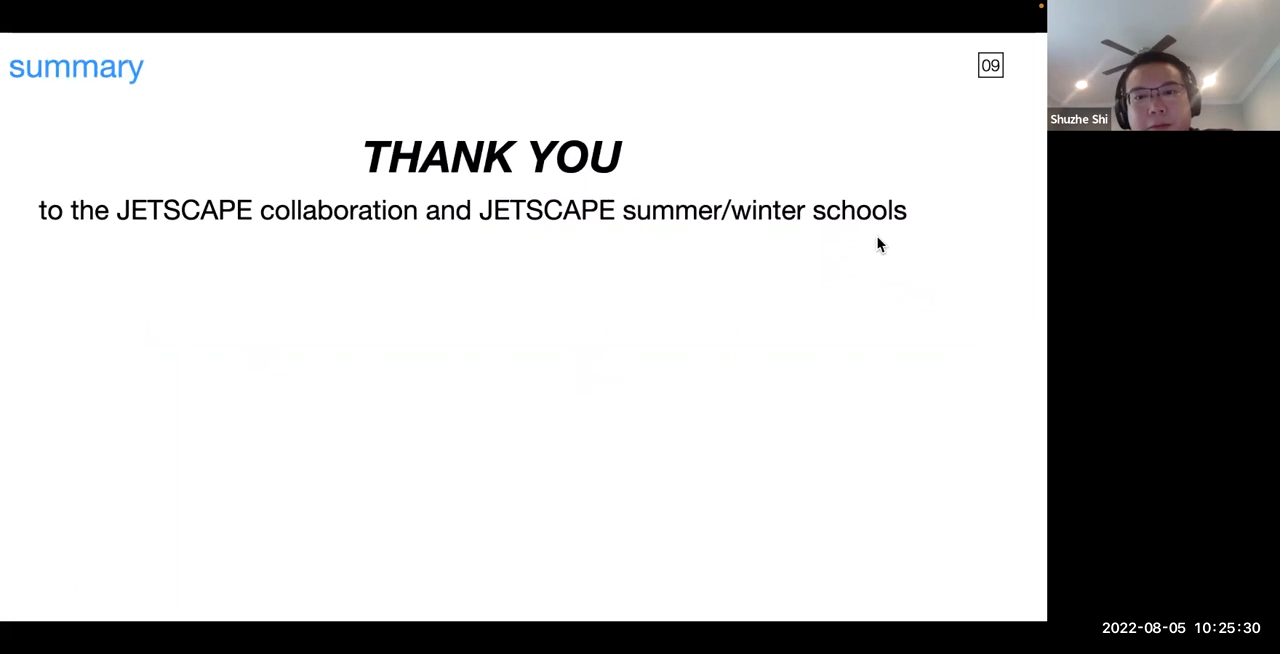 summary
09
THANK YOU
to the JETSCAPE collaboration and JETSCAPE summer/winter schools
Shuzhe Shi
2022-08-05 10:25:30